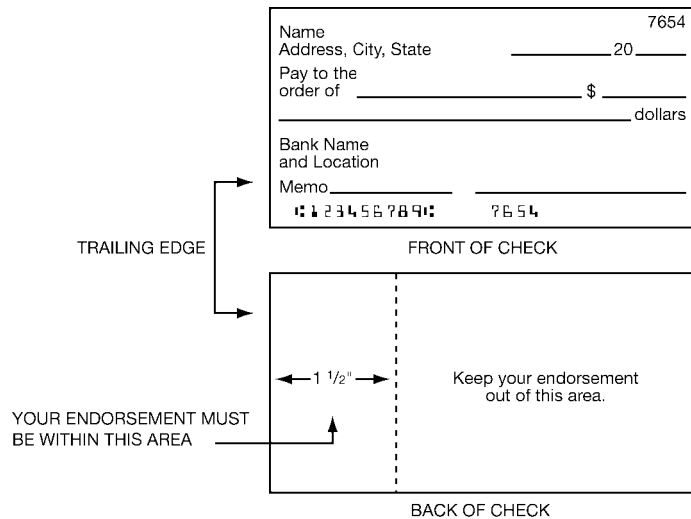 7654
Name
Address, City, State 20
Pay to the
order of $
dollars
Bank Name
and Location
Memo
⑆123456789⑆ 7654
TRAILING EDGE
FRONT OF CHECK
1 1/2"
Keep your endorsement
out of this area.
YOUR ENDORSEMENT MUST
BE WITHIN THIS AREA
BACK OF CHECK